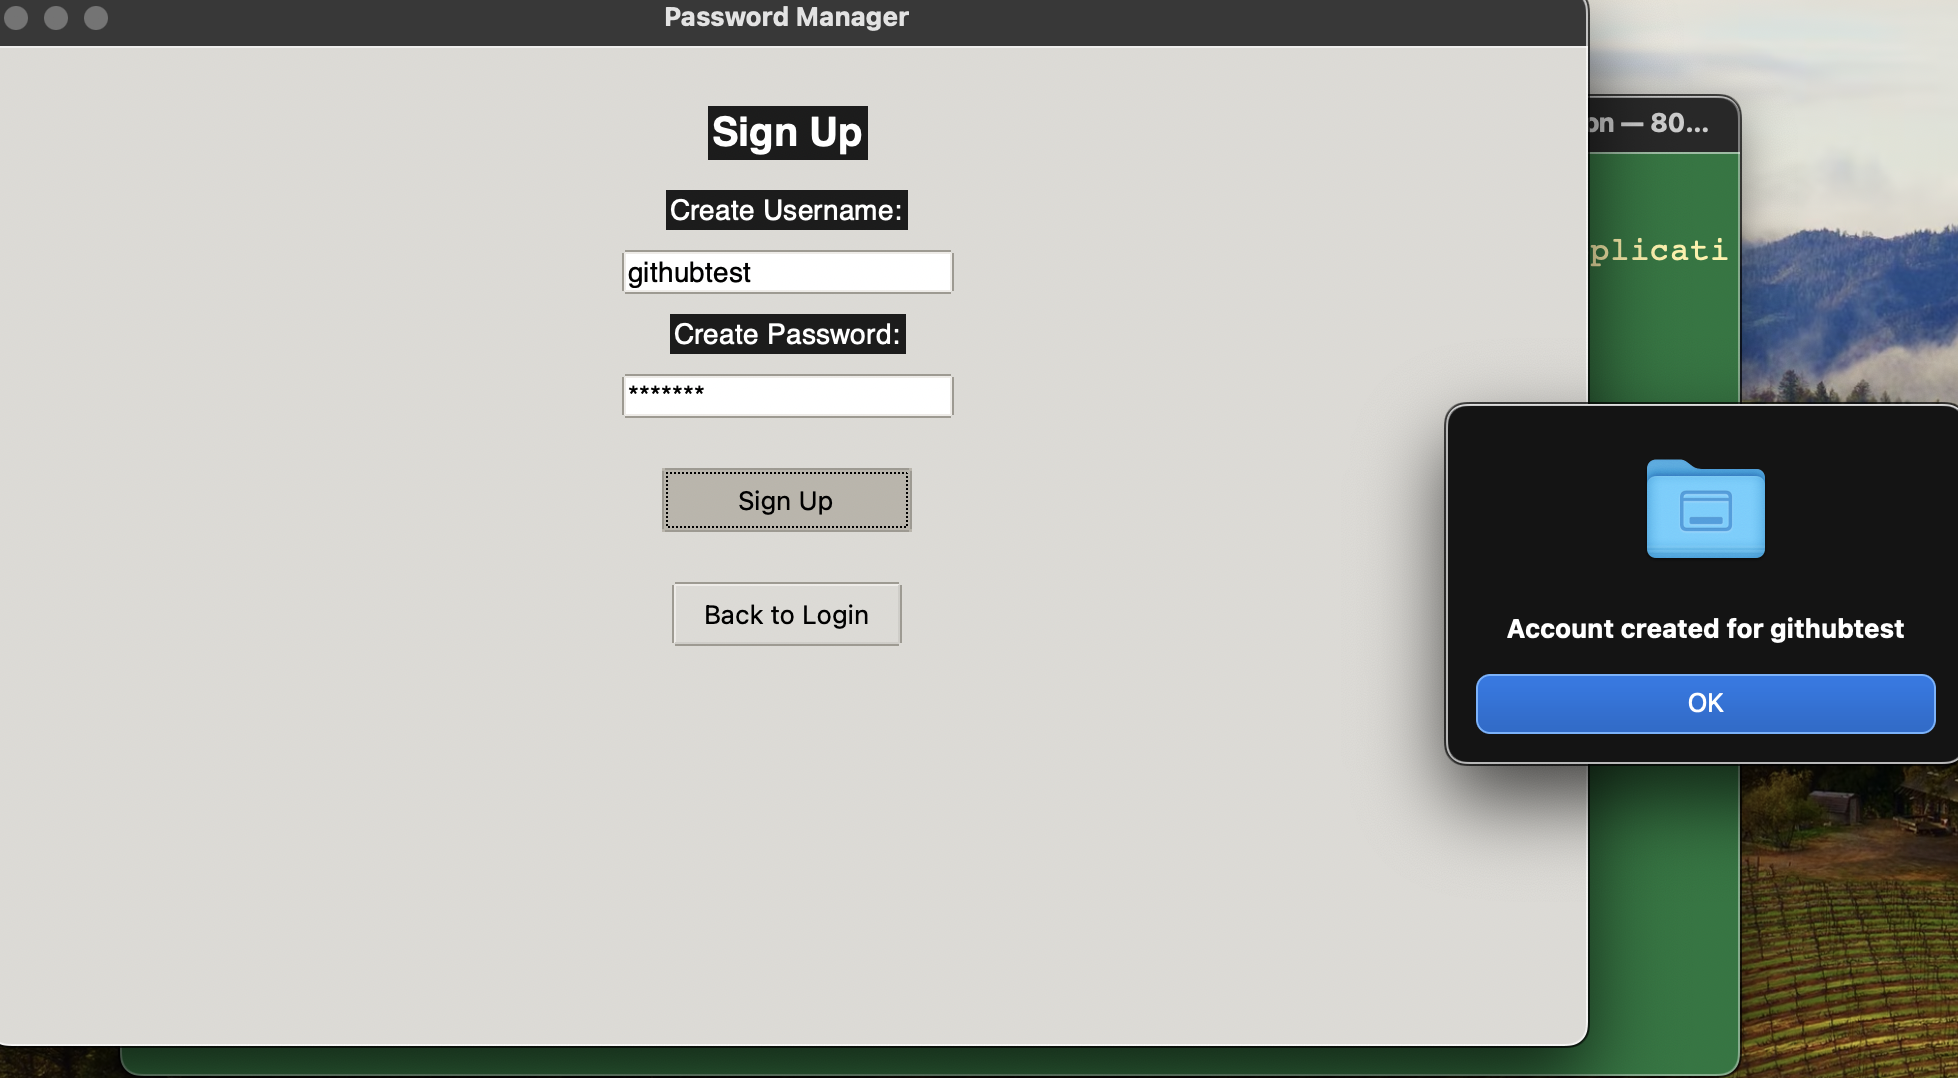 Password Manager
Sign Up
Create Username:
githubtest
Create Password:
*******
Sign Up
Back to Login
— 80...
plicati
Account created for githubtest
OK